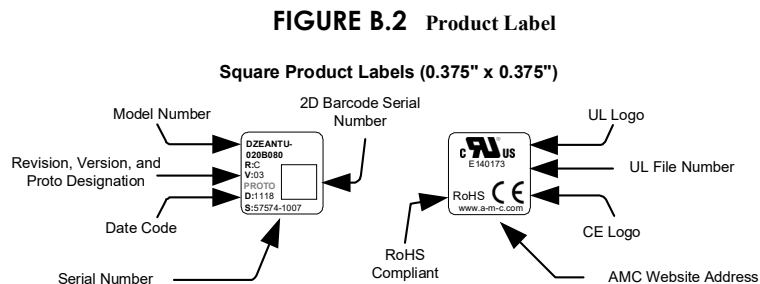 FIGURE B.2 Product Label
Square Product Labels (0.375" x 0.375")
Model Number
2D Barcode Serial
Number
UL Logo
Revision, Version, and
Proto Designation
UL File Number
Date Code
CE Logo
Serial Number
RoHS
Compliant
AMC Website Address
DZEANTU-
020B080
R:C
V:03
PROTO
D:1118
S:57574-1007
C RU US
E140173
RoHS CE
www.a-m-c.com